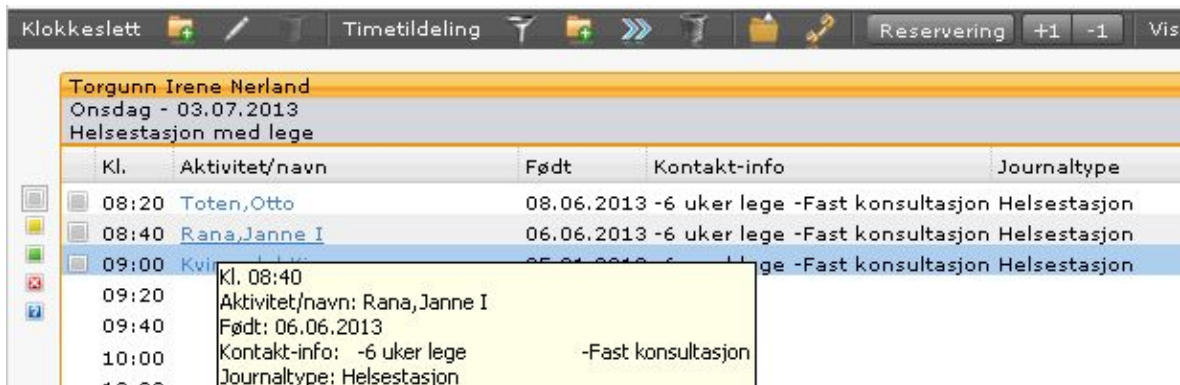 Klokkeslett Timetildeling Reservering +1 -1 Vis
Torgunn Irene Nerland
Onsdag - 03.07.2013
Helsestasjon med lege
Kl. Aktivitet/navn Født Kontakt-info Journaltype
08:20 Toten,Otto 08.06.2013 -6 uker lege -Fast konsultasjon Helsestasjon
08:40 Rana,Janne I 06.06.2013 -6 uker lege -Fast konsultasjon Helsestasjon
09:00 -Fast konsultasjon Helsestasjon
Kl. 08:40
09:20
Aktivitet/navn: Rana,Janne I
09:40
Født: 06.06.2013
10:00
Kontakt-info: -6 uker lege -Fast konsultasjon
Journaltype: Helsestasjon